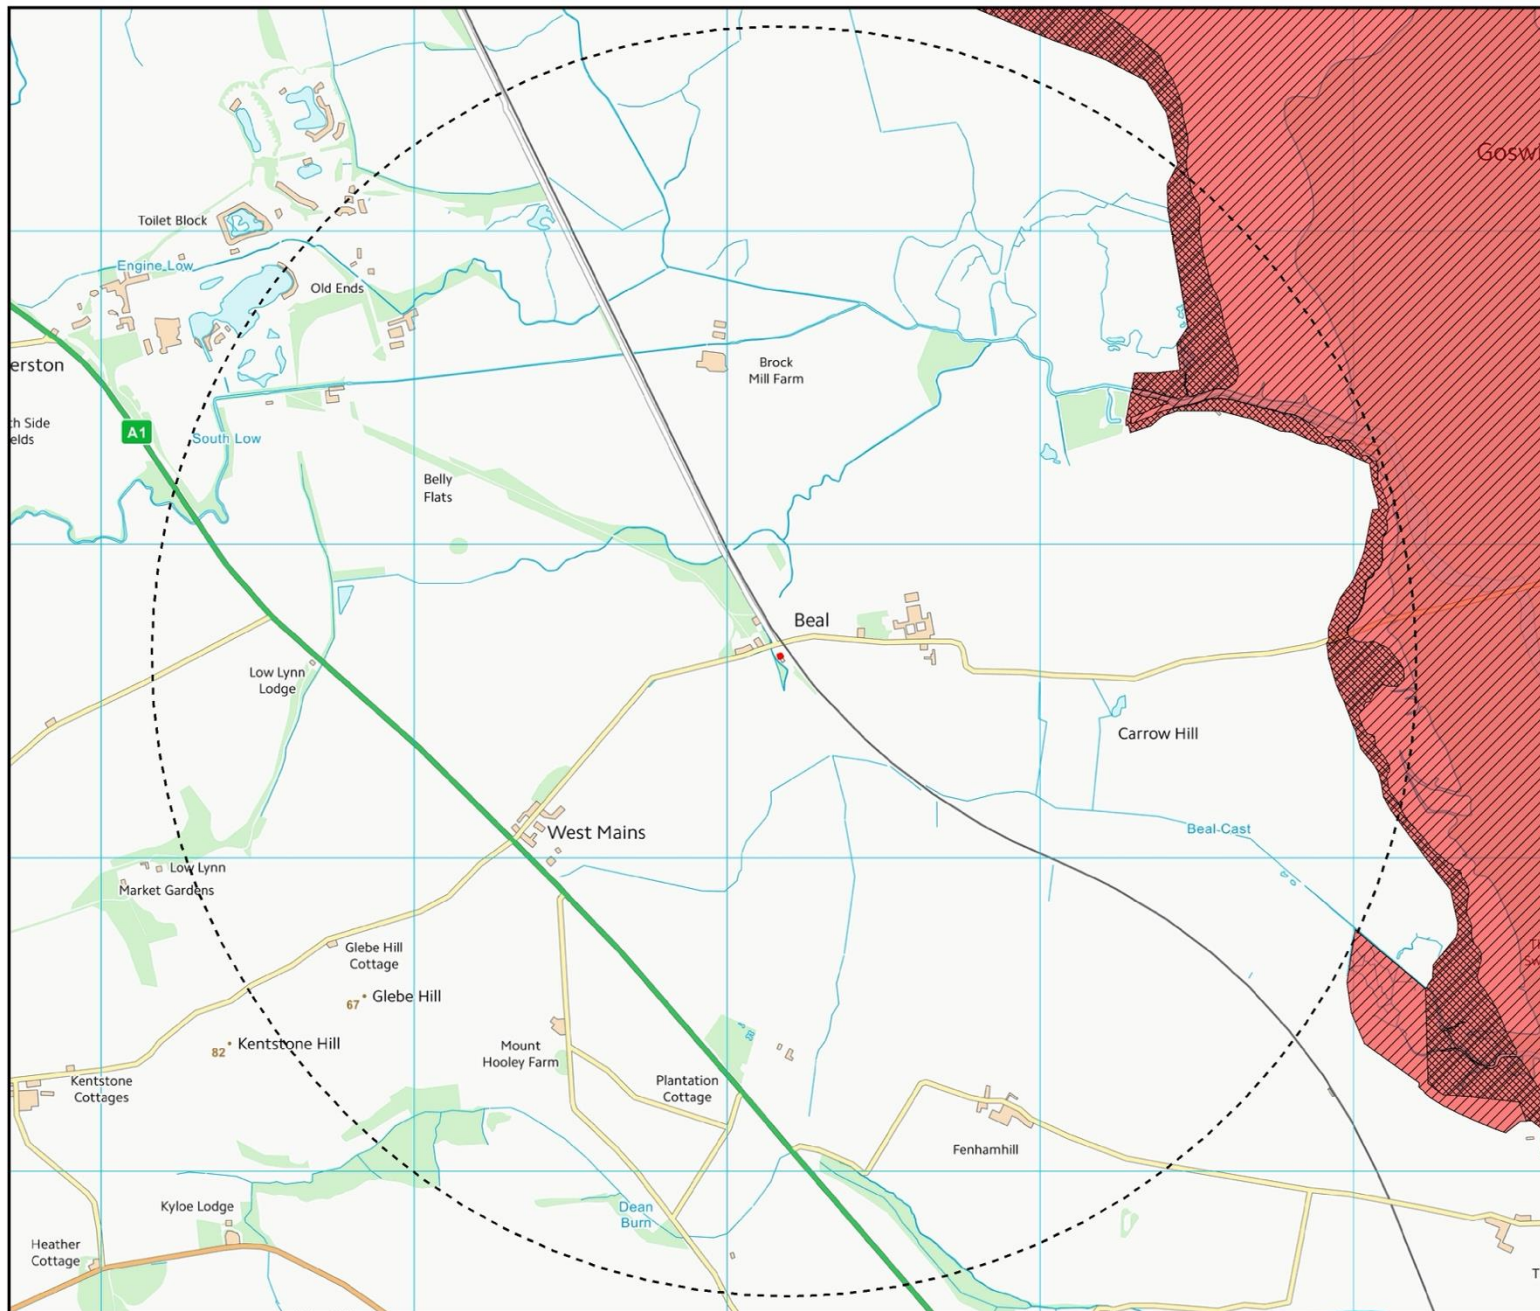 Gosw
Toilet Block
Engine Low
Old Ends
erston
Brock
Mill Farm
th Side
elds
A1
South Low
Belly
Flats
Beal
Low Lynn
Lodge
Carrow Hill
West Mains
Beal Cast
Low Lynn
Market Gardens
Glebe Hill
Cottage
67
Glebe Hill
82
Kentstone Hill
Mount
Hooley Farm
Kentstone
Cottages
Plantation
Cottage
Fenhamhill
Kyloe Lodge
Dean
Burn
Heather
Cottage
T